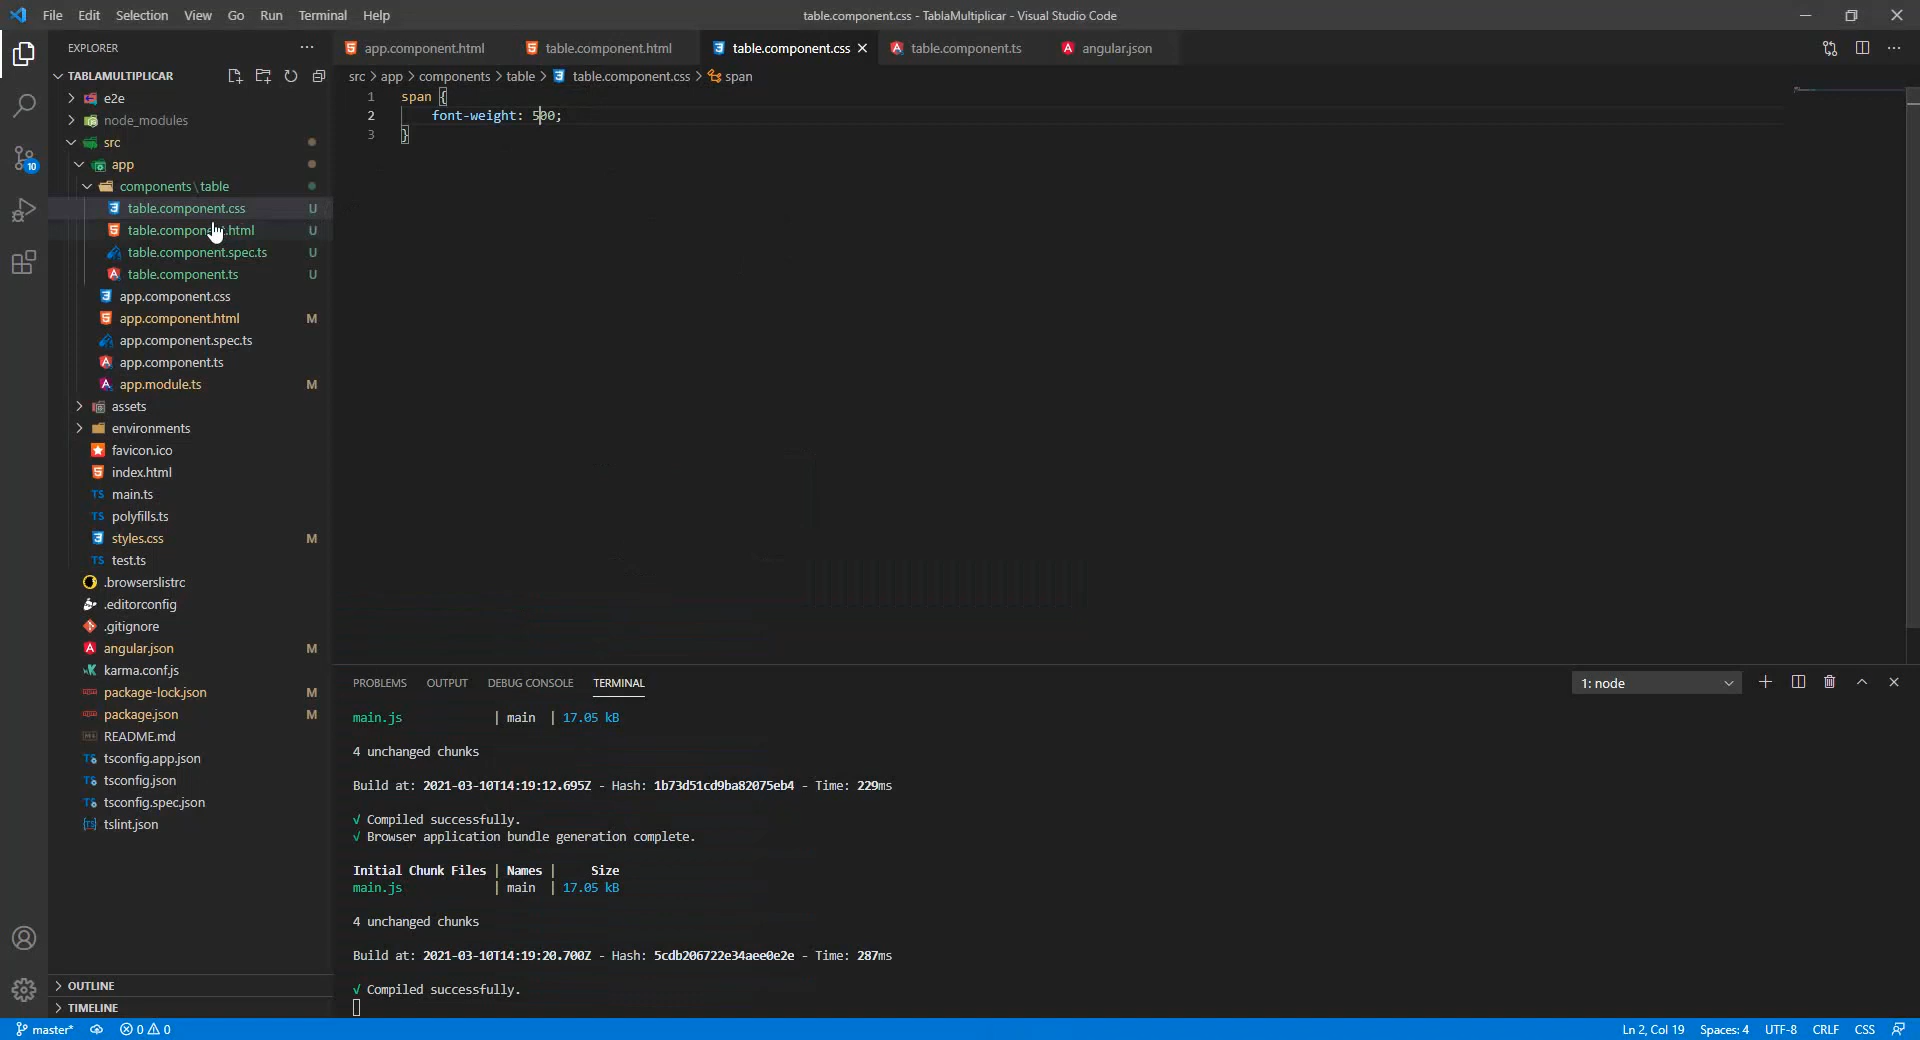 File Edit Selection View Go Run Terminal Help
table.component.css - TablaMultiplicar - Visual Studio Code
EXPLORER
TABLAMULTIPLICAR
e2e
node_modules
src
app
components \ table
table.component.css U
table.component.html U
table.component.spec.ts U
table.component.ts U
app.component.css
app.component.html M
app.component.spec.ts
app.component.ts
app.module.ts M
assets
environments
favicon.ico
index.html
TS main.ts
TS polyfills.ts
styles.css M
TS test.ts
.browserslistrc
.editorconfig
.gitignore
angular.json M
karma.conf.js
package-lock.json M
package.json M
README.md
tsconfig.app.json
tsconfig.json
tsconfig.spec.json
tslint.json
OUTLINE
TIMELINE
10
app.component.html table.component.html table.component.css table.component.ts angular.json
src > app > components > table > table.component.css > span
1 span {
2 font-weight: 500;
3 }
PROBLEMS OUTPUT DEBUG CONSOLE TERMINAL
1: node
main.js | main | 17.05 kB
4 unchanged chunks
Build at: 2021-03-10T14:19:12.695Z - Hash: 1b73d51cd9ba82075eb4 - Time: 229ms
√ Compiled successfully.
√ Browser application bundle generation complete.
Initial Chunk Files | Names | Size
main.js | main | 17.05 kB
4 unchanged chunks
Build at: 2021-03-10T14:19:20.700Z - Hash: 5cdb206722e34aee0e2e - Time: 287ms
√ Compiled successfully.
master* 0 0
Ln 2, Col 19 Spaces: 4 UTF-8 CRLF CSS